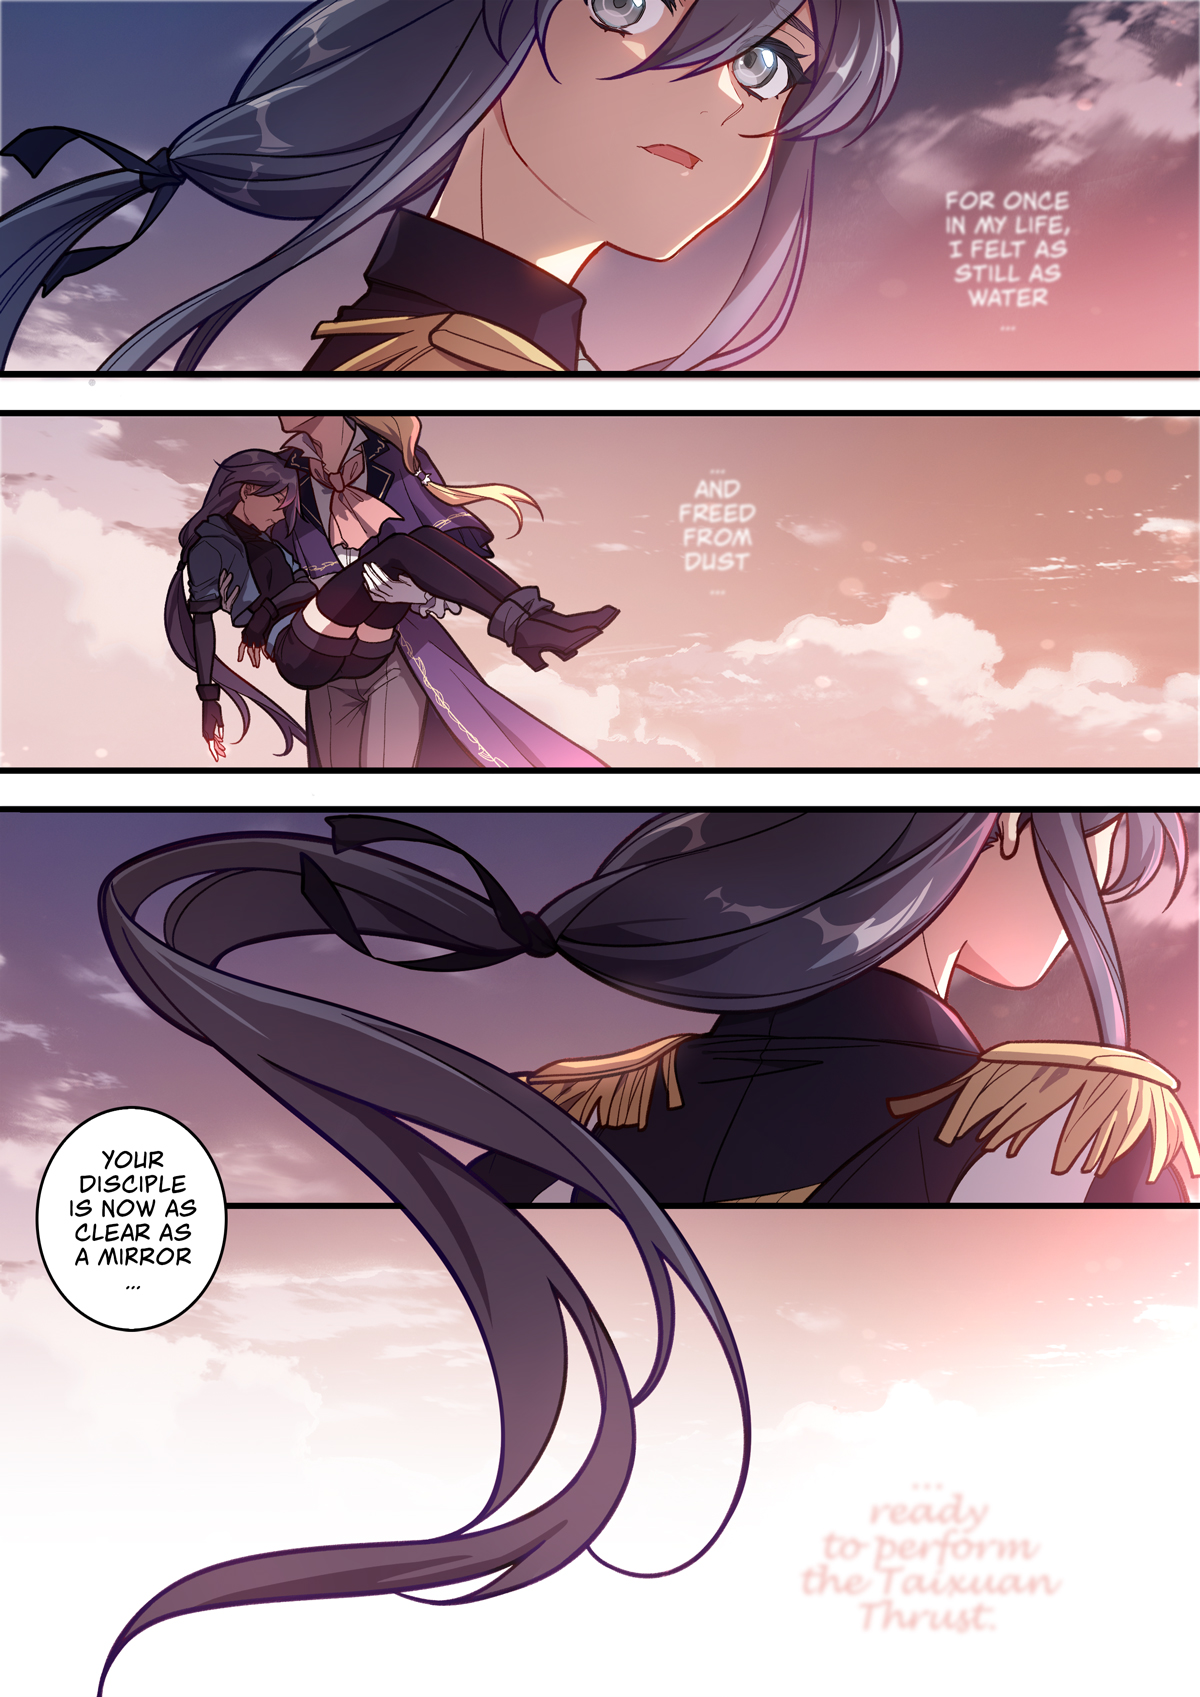 FOR ONCE
IN MY LIFE,
I FELT AS
STILL AS
WATER
...
...
AND
FREED
FROM
DUST
...
YOUR
DISCIPLE
IS NOW AS
CLEAR AS
A MIRROR
...
...
ready
to perform
the Taixuan
Thrust.